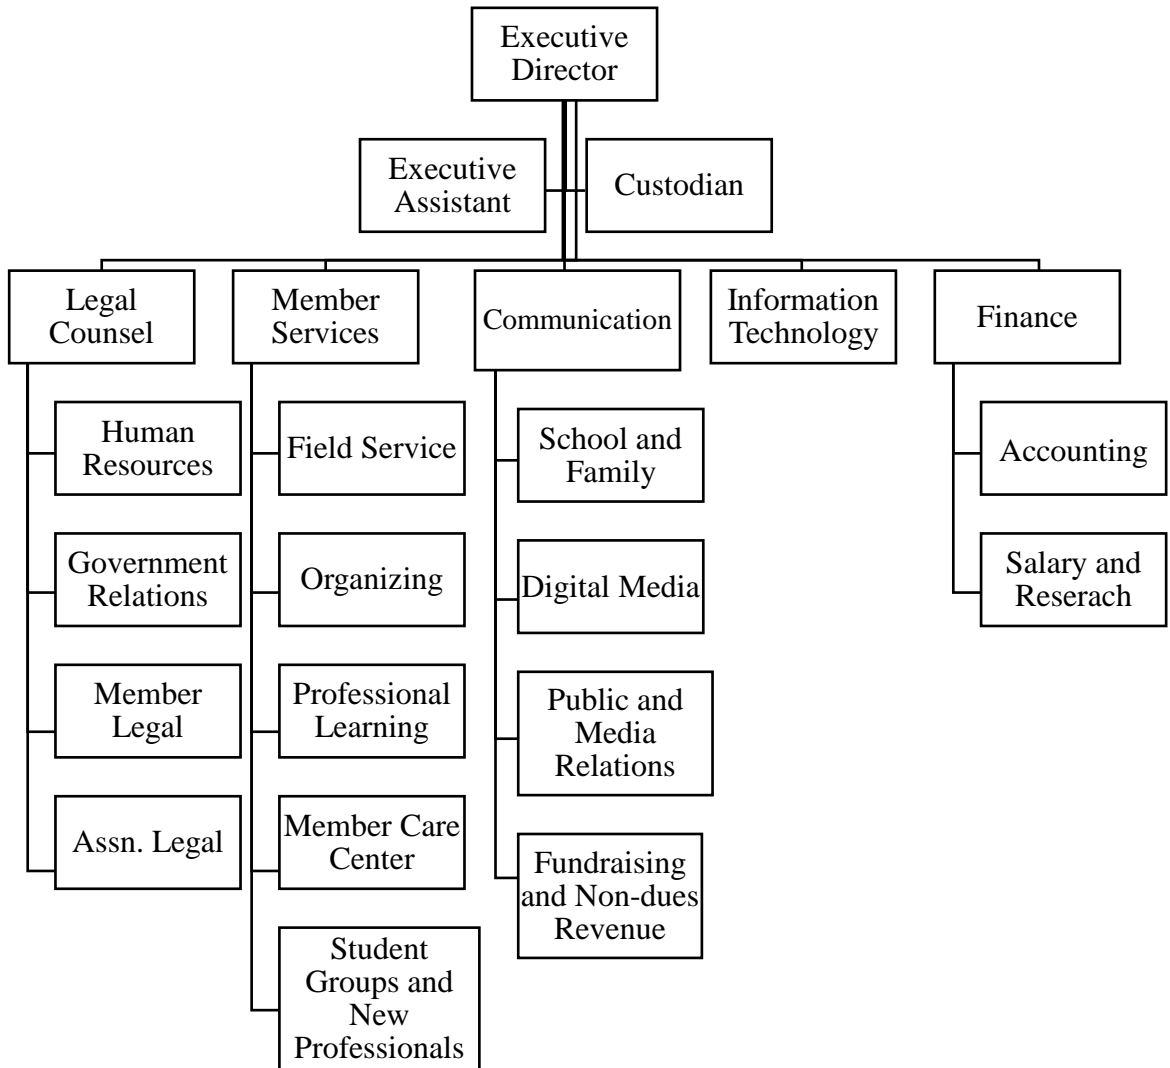 Executive
Director
Executive
Assistant
Custodian
Legal
Counsel
Member
Services
Communication
Information
Technology
Finance
Human
Resources
Government
Relations
Member
Legal
Assn. Legal
Field Service
Organizing
Professional
Learning
Member Care
Center
Student
Groups and
New
Professionals
School and
Family
Digital Media
Public and
Media
Relations
Fundraising
and Non-dues
Revenue
Accounting
Salary and
Reserach